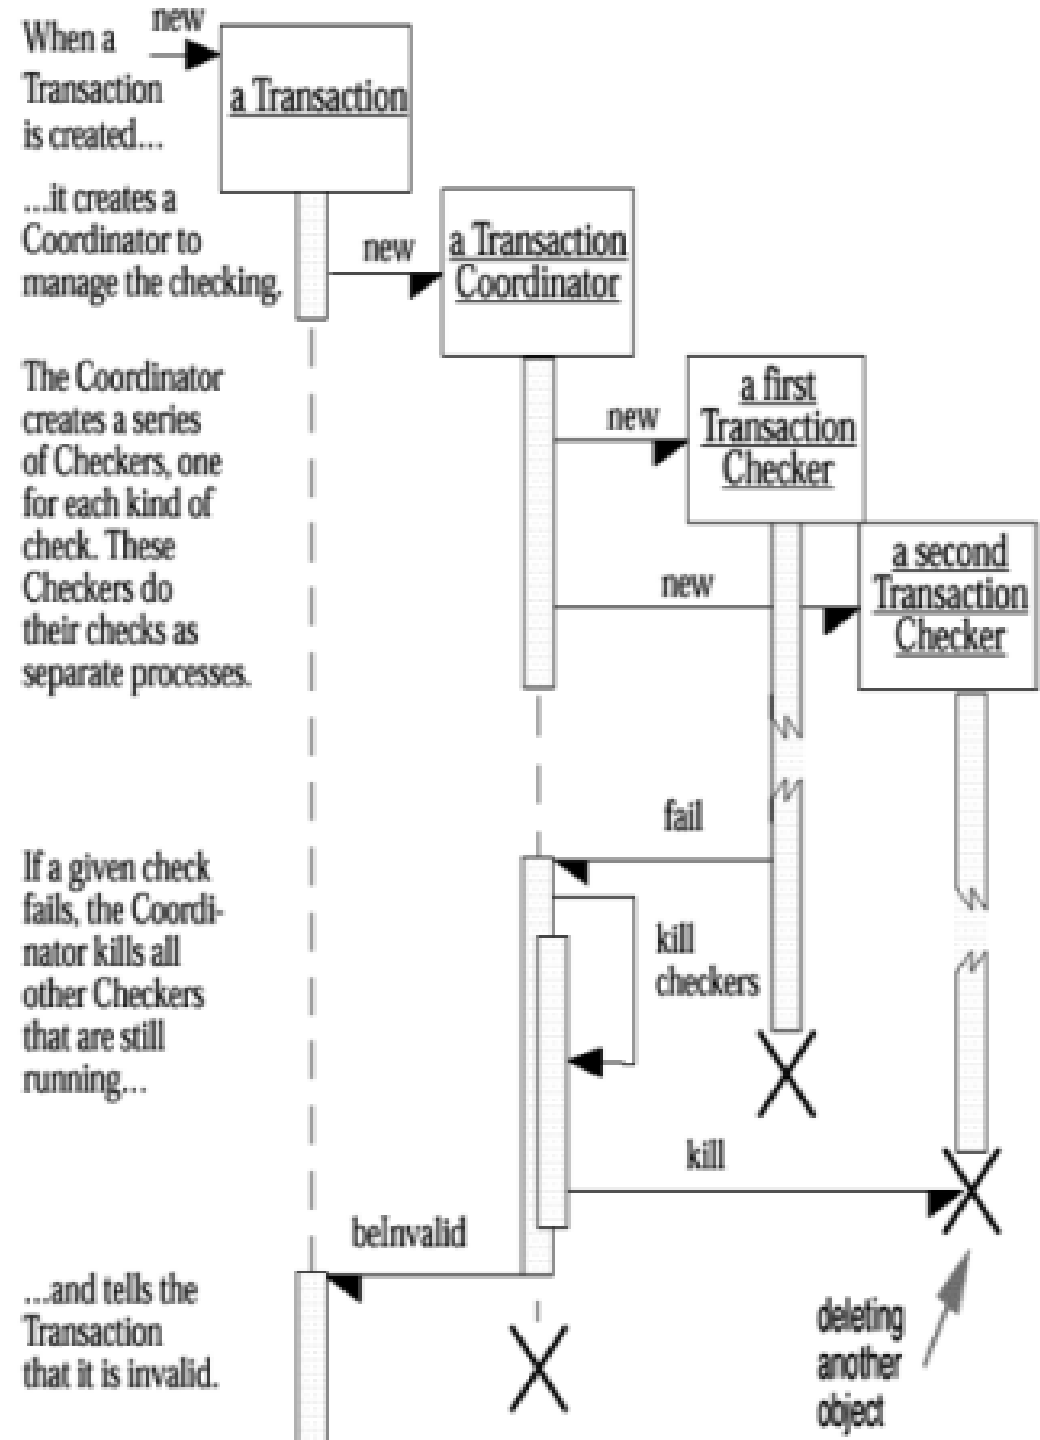 new
When a
Transaction
is created...
a Transaction
...it creates a
Coordinator to
manage the checking.
new
a Transaction
Coordinator
The Coordinator
creates a series
of Checkers, one
for each kind of
check. These
Checkers do
their checks as
separate processes.
new
a first
Transaction
Checker
new
a second
Transaction
Checker
fail
If a given check
fails, the Coordi-
nator kills all
other Checkers
that are still
running...
kill
checkers
kill
beInvalid
...and tells the
Transaction
that it is invalid.
deleting
another
object